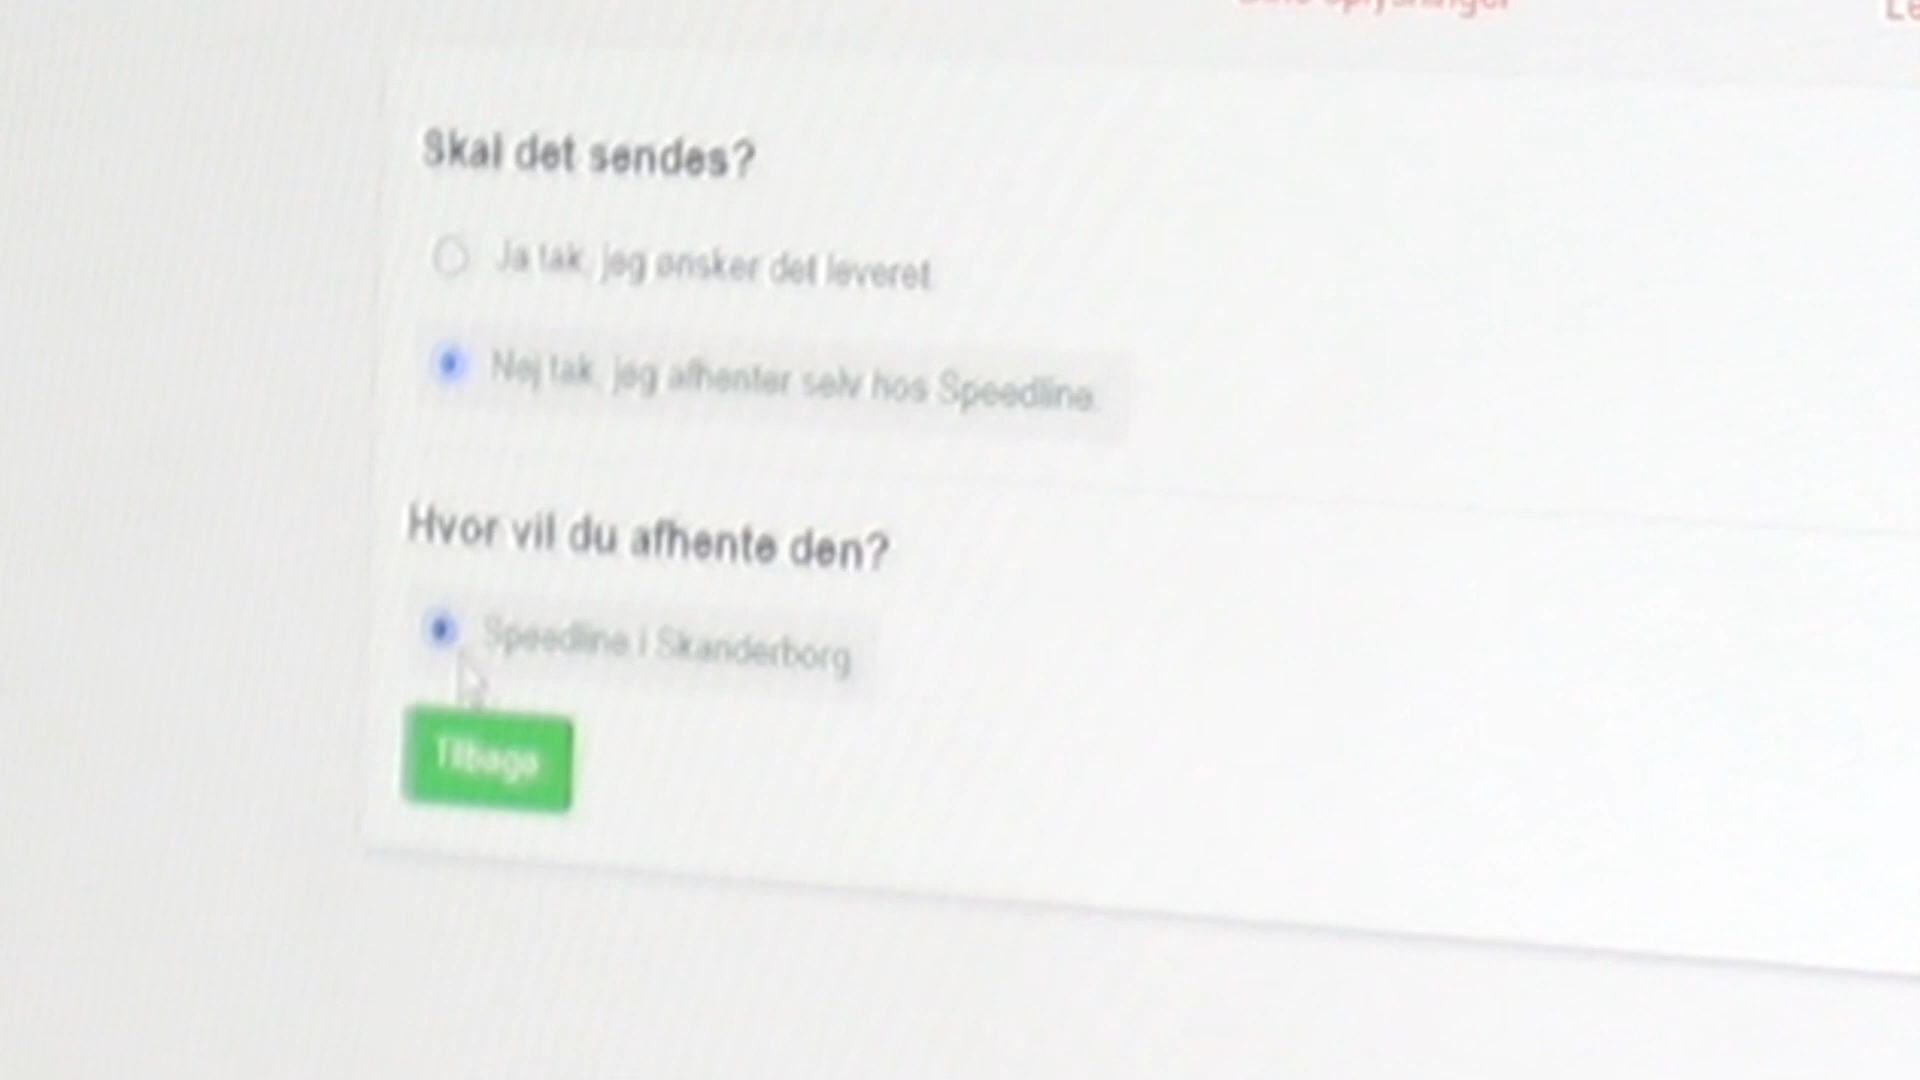 oplysninger
Skal det sendes?
Ja tak, jeg ønsker det leveret.
Nej tak, jeg afhenter selv hos Speedline.
Hvor vil du afhente den?
Speedline i Skanderborg
Tilbage